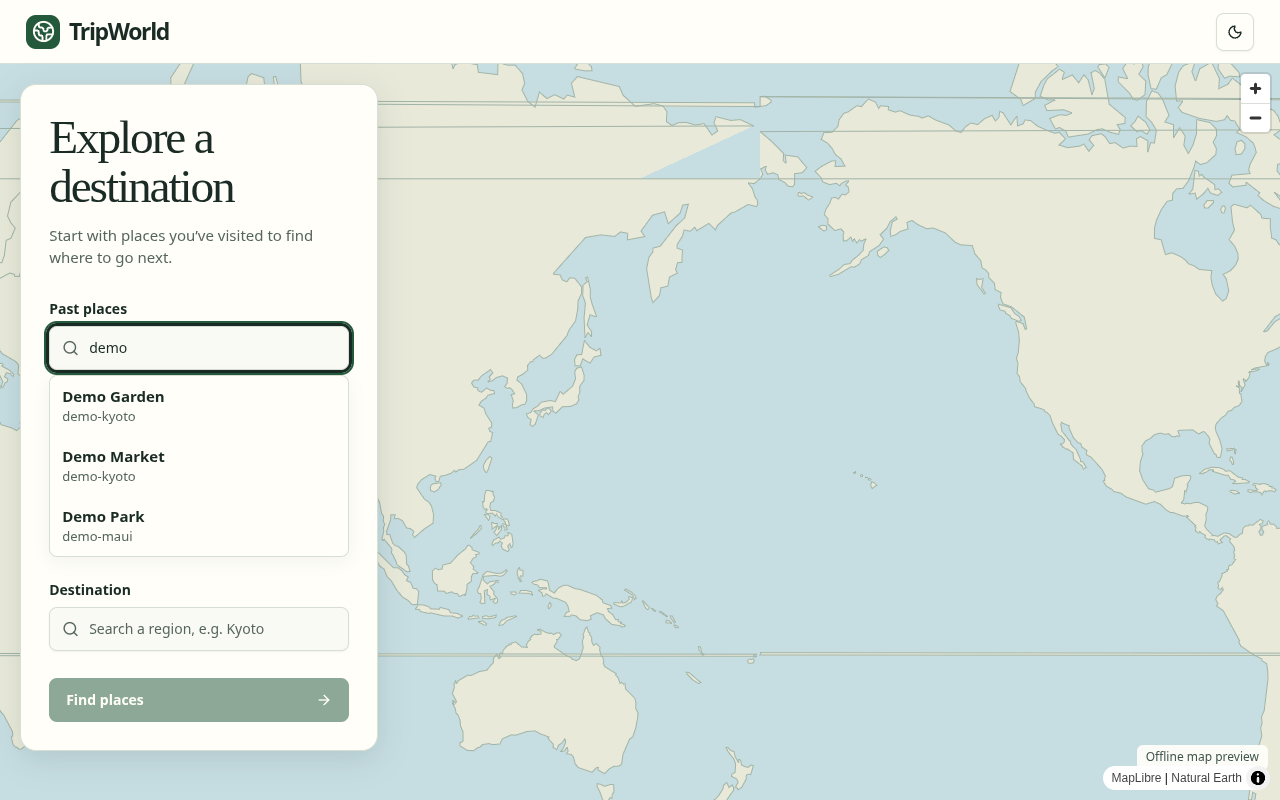 TripWorld
Explore a
destination
Start with places you’ve visited to find
where to go next.
Past places
demo
Demo Garden
demo-kyoto
Demo Market
demo-kyoto
Demo Park
demo-maui
Destination
Search a region, e.g. Kyoto
Find places
Offline map preview
MapLibre | Natural Earth